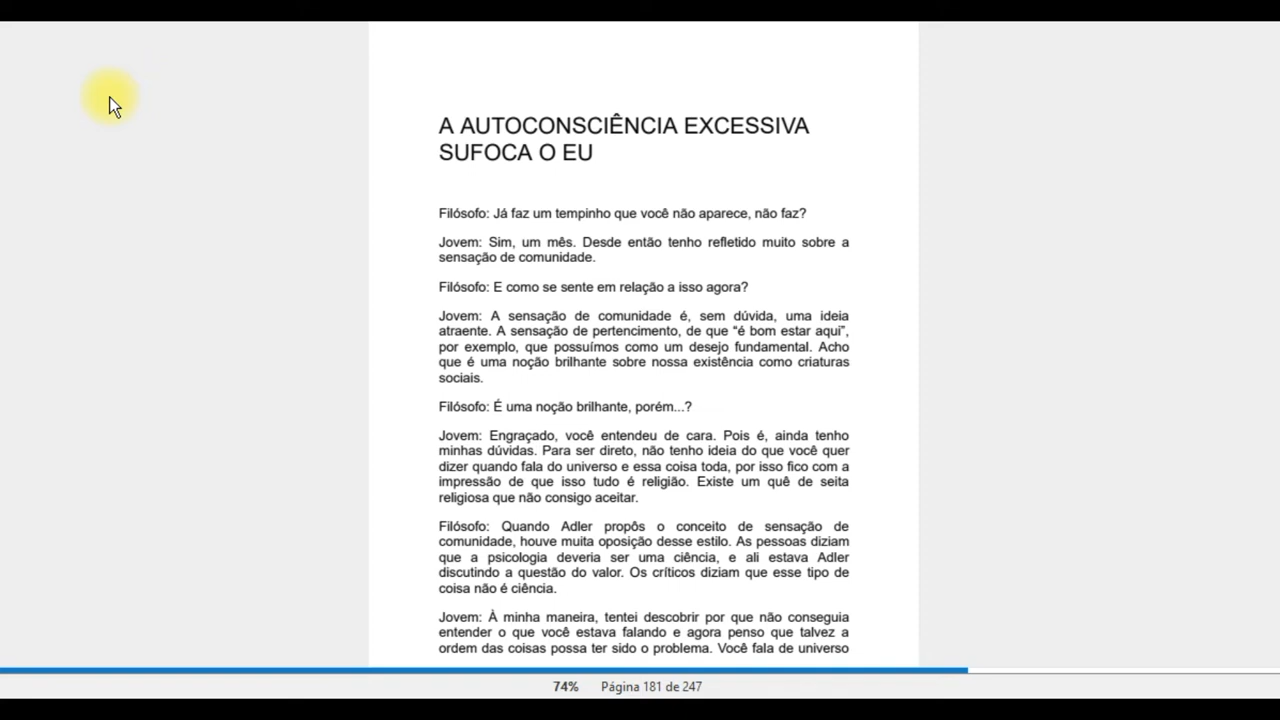 A AUTOCONSCIÊNCIA EXCESSIVA
SUFOCA O EU
Filósofo: Já faz um tempinho que você não aparece, não faz?
Jovem: Sim, um mês. Desde então tenho refletido muito sobre a
sensação de comunidade.
Filósofo: E como se sente em relação a isso agora?
Jovem: A sensação de comunidade é, sem dúvida, uma ideia
atraente. A sensação de pertencimento, de que “é bom estar aqui”,
por exemplo, que possuímos como um desejo fundamental. Acho
que é uma noção brilhante sobre nossa existência como criaturas
sociais.
Filósofo: É uma noção brilhante, porém...?
Jovem: Engraçado, você entendeu de cara. Pois é, ainda tenho
minhas dúvidas. Para ser direto, não tenho ideia do que você quer
dizer quando fala do universo e essa coisa toda, por isso fico com a
impressão de que isso tudo é religião. Existe um quê de seita
religiosa que não consigo aceitar.
Filósofo: Quando Adler propôs o conceito de sensação de
comunidade, houve muita oposição desse estilo. As pessoas diziam
que a psicologia deveria ser uma ciência, e ali estava Adler
discutindo a questão do valor. Os críticos diziam que esse tipo de
coisa não é ciência.
Jovem: À minha maneira, tentei descobrir por que não conseguia
entender o que você estava falando e agora penso que talvez a
ordem das coisas possa ter sido o problema. Você fala de universo
74% Página 181 de 247